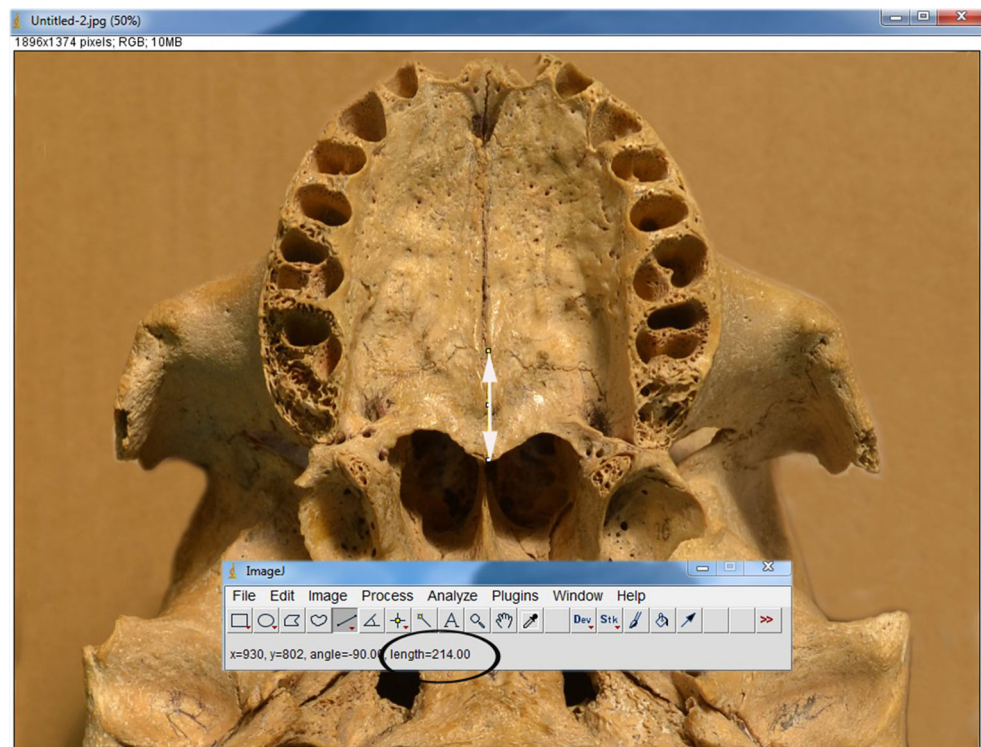 Untitled-2.jpg (50%)
1896x1374 pixels; RGB; 10MB
ImageJ
File Edit Image Process Analyze Plugins Window Help
Dev Stk >>
x=930, y=802, angle=-90.00, length=214.00